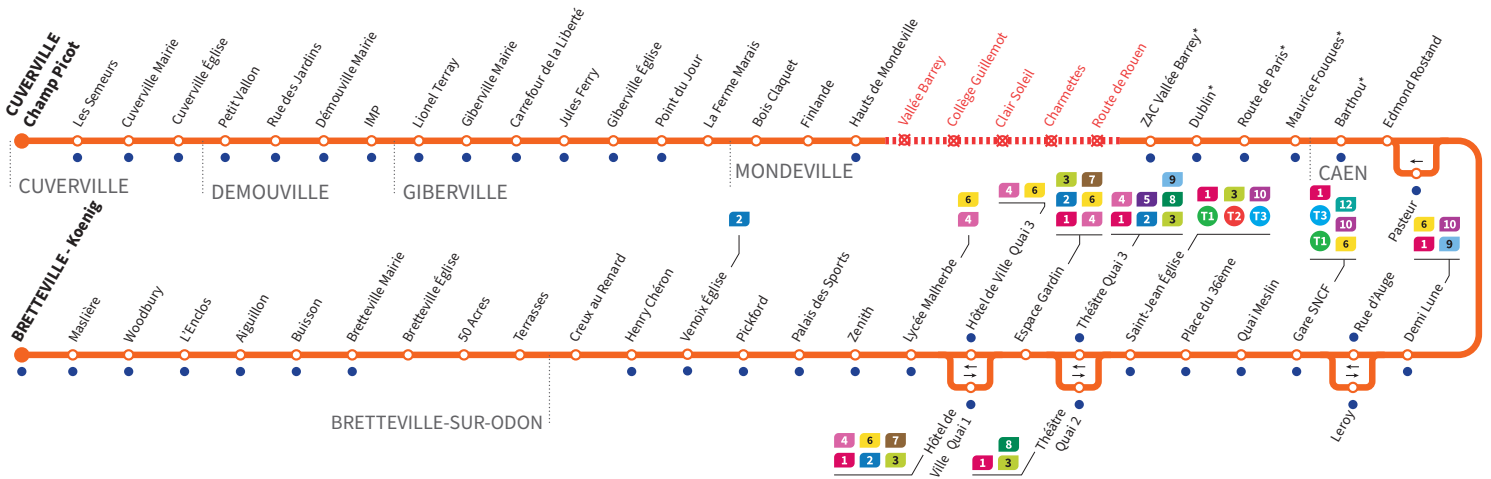 CUVERVILLE
Champ Picot
Les Semeurs
Cuverville Mairie
Cuverville Église
Petit Vallon
Rue des Jardins
Démouville Mairie
IMP
Lionel Terray
Giberville Mairie
Carrefour de la Liberté
Jules Ferry
Giberville Église
Point du Jour
La Ferme Marais
Bois Claquet
Finlande
Hauts de Mondeville
Vallée Barrey
Collège Guillemot
Clair Soleil
Charmettes
Route de Rouen
ZAC Vallée Barrey*
Dublin*
Route de Paris*
Maurice Fouques*
Barthou*
Edmond Rostand
Pasteur
CUVERVILLE
DEMOUVILLE
GIBERVILLE
MONDEVILLE
CAEN
BRETTEVILLE - Koenig
Maslière
Woodbury
L'Enclos
Aiguillon
Buisson
Bretteville Mairie
Bretteville Église
50 Acres
Terrasses
Creux au Renard
Henry Chéron
Venoix Église
2
Pickford
Palais des Sports
Zenith
Lycée Malherbe
6
4
Hôtel de Ville Quai 3
4 6
Espace Gardin
3 7
2 6
1 4
Théâtre Quai 3
9
4 5 8
1 2 3
Saint-Jean Église
1 3 10
T1 T2 T3
Place du 36ème
Quai Meslin
Gare SNCF
1
T3 12
10
T1 6
Rue d'Auge
Demi Lune
6 10
1 9
BRETTEVILLE-SUR-ODON
Hôtel de
Ville Quai 1
4 6 7
1 2 3
Théâtre
Quai 2
8
1 3
Leroy